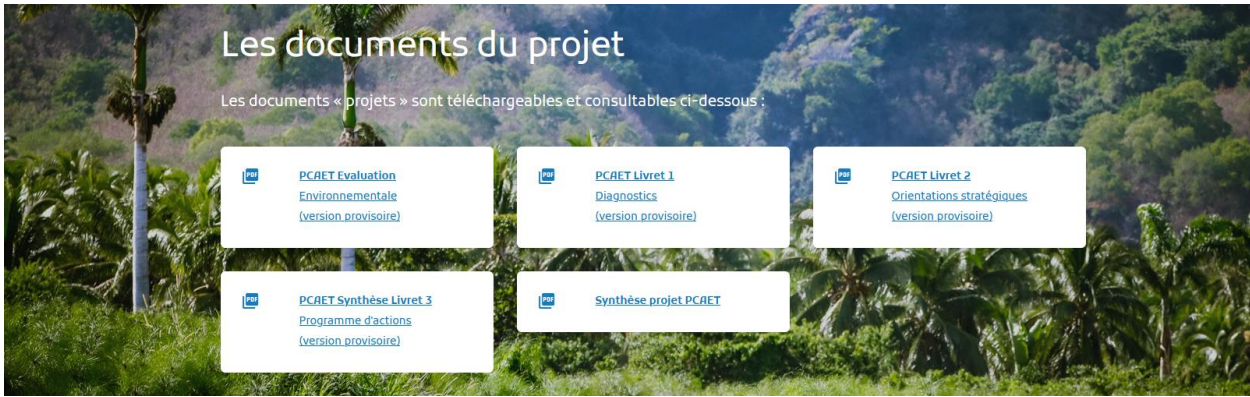 Les documents du projet
Les documents « projets » sont téléchargeables et consultables ci-dessous :
PDF
PCAET Evaluation
Environnementale
(version provisoire)
PDF
PCAET Livret 1
Diagnostics
(version provisoire)
PDF
PCAET Livret 2
Orientations stratégiques
(version provisoire)
PDF
PCAET Synthèse Livret 3
Programme d'actions
(version provisoire)
PDF
Synthèse projet PCAET